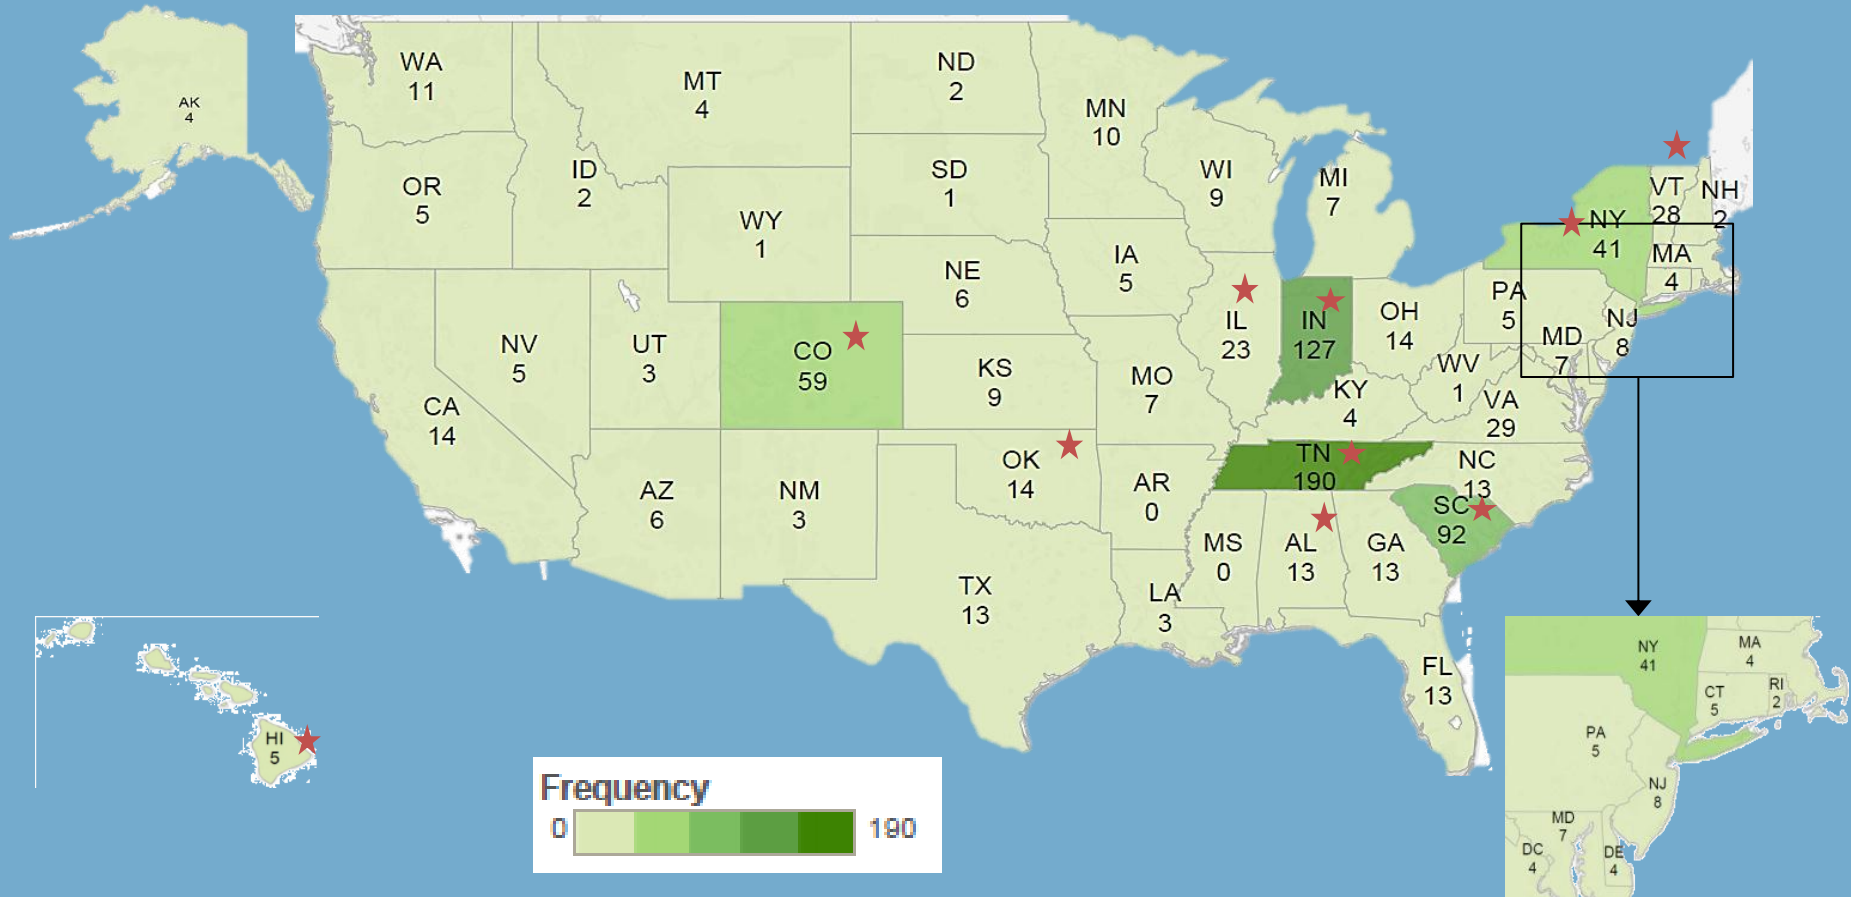 AK
4
WA
11
MT
4
ND
2
MN
10
OR
5
ID
2
WY
1
SD
1
WI
9
MI
7
VT
28
NH
2
NY
41
MA
4
NE
6
IA
5
IL
23
IN
127
OH
14
PA
5
NJ
8
MD
7
NV
5
UT
3
CO
59
KS
9
MO
7
KY
4
WV
1
VA
29
CA
14
AZ
6
NM
3
OK
14
AR
0
TN
190
NC
13
SC
92
MS
0
AL
13
GA
13
TX
13
LA
3
FL
13
HI
5
Frequency
0 190
NY
41
MA
4
CT
5
RI
2
PA
5
NJ
8
MD
7
DC
4
DE
4